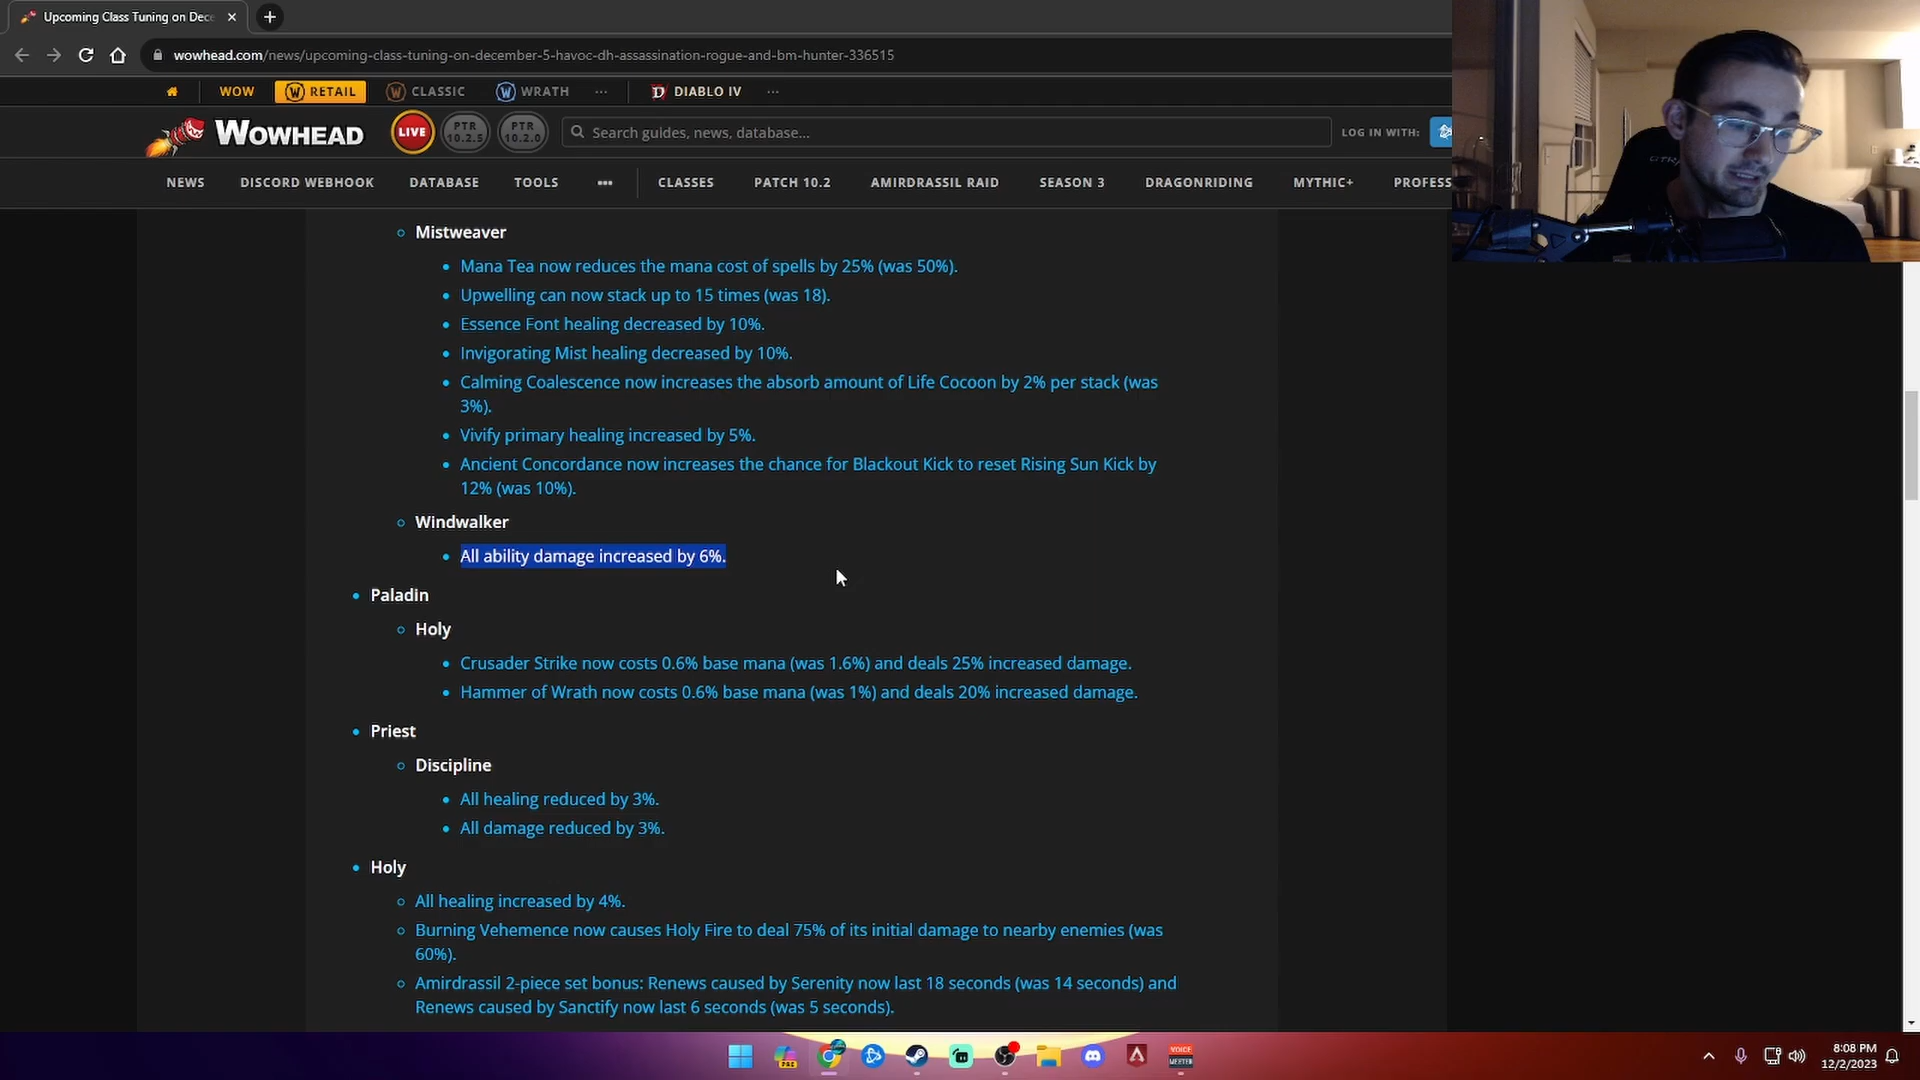 Upcoming Class Tuning on Dece
wowhead.com/news/upcoming-class-tuning-on-december-5-havoc-dh-assassination-rogue-and-bm-hunter-336515
WOW RETAIL CLASSIC WRATH ... DIABLO IV ...
WOWHEAD LIVE PTR 10.2.5 PTR 10.2.0 Search guides, news, database... LOG IN WITH:
NEWS DISCORD WEBHOOK DATABASE TOOLS ... CLASSES PATCH 10.2 AMIRDRASSIL RAID SEASON 3 DRAGONRIDING MYTHIC+ PROFESS
Mistweaver
Mana Tea now reduces the mana cost of spells by 25% (was 50%).
Upwelling can now stack up to 15 times (was 18).
Essence Font healing decreased by 10%.
Invigorating Mist healing decreased by 10%.
Calming Coalescence now increases the absorb amount of Life Cocoon by 2% per stack (was
3%).
Vivify primary healing increased by 5%.
Ancient Concordance now increases the chance for Blackout Kick to reset Rising Sun Kick by
12% (was 10%).
Windwalker
All ability damage increased by 6%.
Paladin
Holy
Crusader Strike now costs 0.6% base mana (was 1.6%) and deals 25% increased damage.
Hammer of Wrath now costs 0.6% base mana (was 1%) and deals 20% increased damage.
Priest
Discipline
All healing reduced by 3%.
All damage reduced by 3%.
Holy
All healing increased by 4%.
Burning Vehemence now causes Holy Fire to deal 75% of its initial damage to nearby enemies (was
60%).
Amirdrassil 2-piece set bonus: Renews caused by Serenity now last 18 seconds (was 14 seconds) and
Renews caused by Sanctify now last 6 seconds (was 5 seconds).
PRE
VOICE
MEETER
8:08 PM
12/2/2023